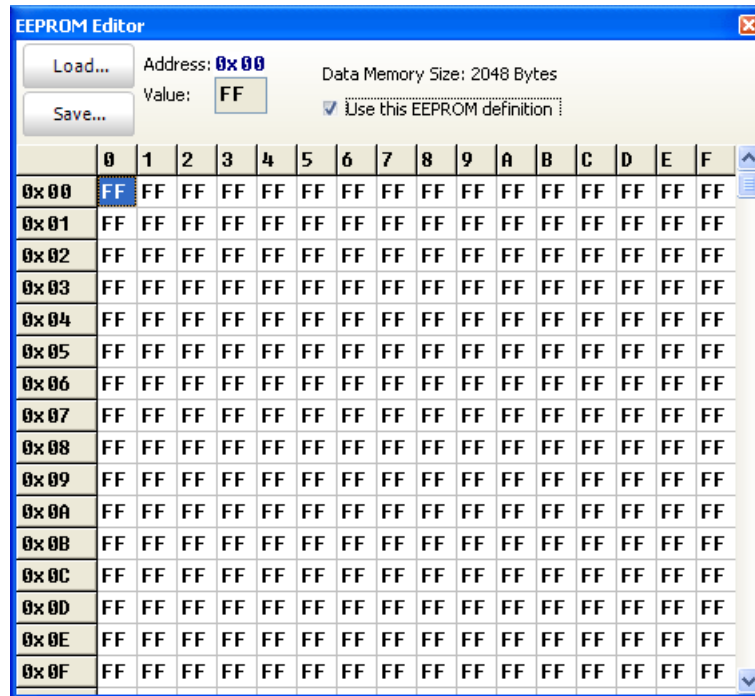 EEPROM Editor
Load... Address: 0x00 Data Memory Size: 2048 Bytes
Save... Value: FF Use this EEPROM definition
0 1 2 3 4 5 6 7 8 9 A B C D E F
0x00 FF FF FF FF FF FF FF FF FF FF FF FF FF FF FF FF
0x01 FF FF FF FF FF FF FF FF FF FF FF FF FF FF FF FF
0x02 FF FF FF FF FF FF FF FF FF FF FF FF FF FF FF FF
0x03 FF FF FF FF FF FF FF FF FF FF FF FF FF FF FF FF
0x04 FF FF FF FF FF FF FF FF FF FF FF FF FF FF FF FF
0x05 FF FF FF FF FF FF FF FF FF FF FF FF FF FF FF FF
0x06 FF FF FF FF FF FF FF FF FF FF FF FF FF FF FF FF
0x07 FF FF FF FF FF FF FF FF FF FF FF FF FF FF FF FF
0x08 FF FF FF FF FF FF FF FF FF FF FF FF FF FF FF FF
0x09 FF FF FF FF FF FF FF FF FF FF FF FF FF FF FF FF
0x0A FF FF FF FF FF FF FF FF FF FF FF FF FF FF FF FF
0x0B FF FF FF FF FF FF FF FF FF FF FF FF FF FF FF FF
0x0C FF FF FF FF FF FF FF FF FF FF FF FF FF FF FF FF
0x0D FF FF FF FF FF FF FF FF FF FF FF FF FF FF FF FF
0x0E FF FF FF FF FF FF FF FF FF FF FF FF FF FF FF FF
0x0F FF FF FF FF FF FF FF FF FF FF FF FF FF FF FF FF